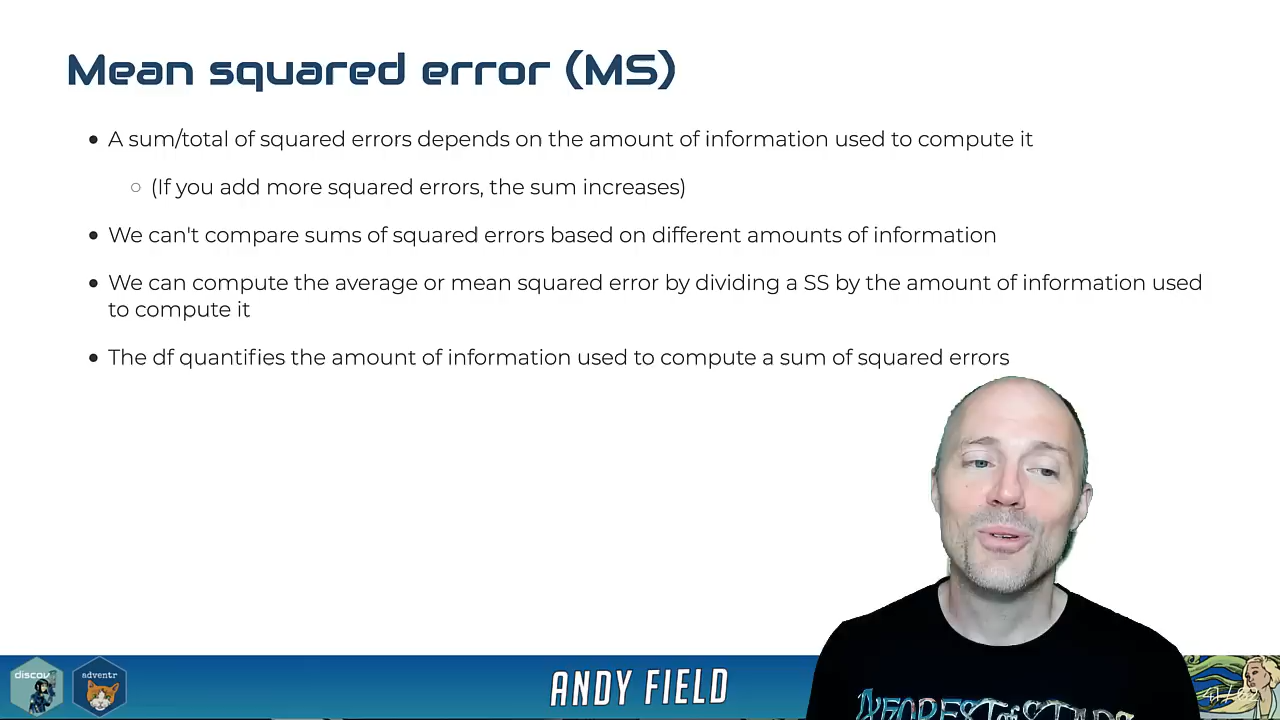 Mean squared error (MS)
• A sum/total of squared errors depends on the amount of information used to compute it
○ (If you add more squared errors, the sum increases)
• We can't compare sums of squared errors based on different amounts of information
• We can compute the average or mean squared error by dividing a SS by the amount of information used
to compute it
• The df quantifies the amount of information used to compute a sum of squared errors
discovr
adventr
ANDY FIELD
A FOREST of STARS